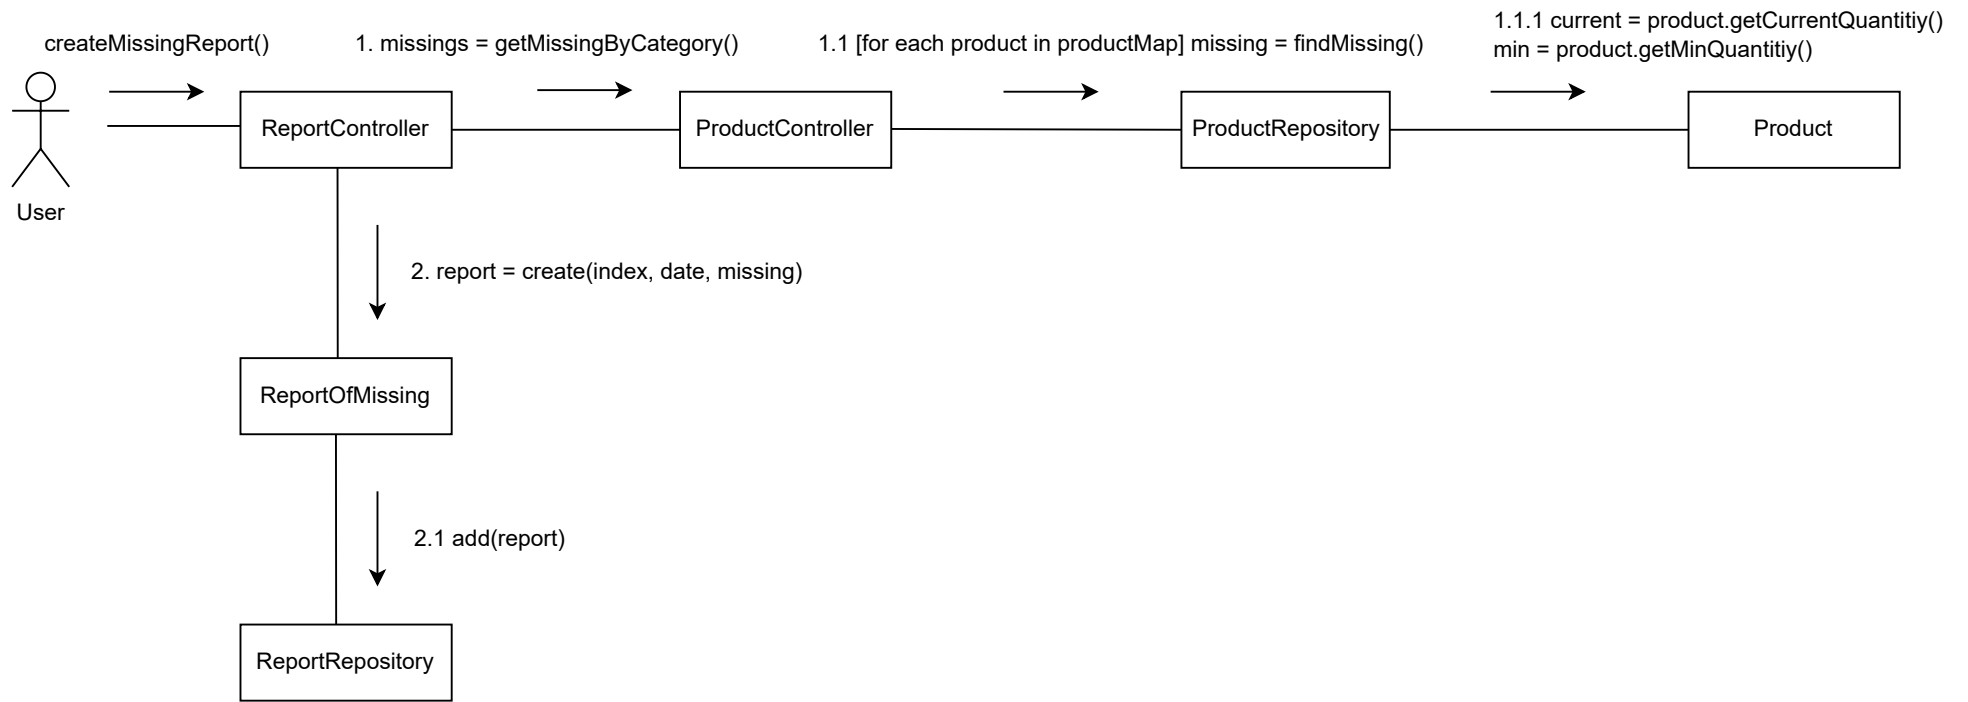 createMissingReport()
1. missings = getMissingByCategory()
1.1 [for each product in productMap] missing = findMissing()
1.1.1 current = product.getCurrentQuantitiy()
min = product.getMinQuantitiy()
User
ReportController
ProductController
ProductRepository
Product
2. report = create(index, date, missing)
ReportOfMissing
2.1 add(report)
ReportRepository